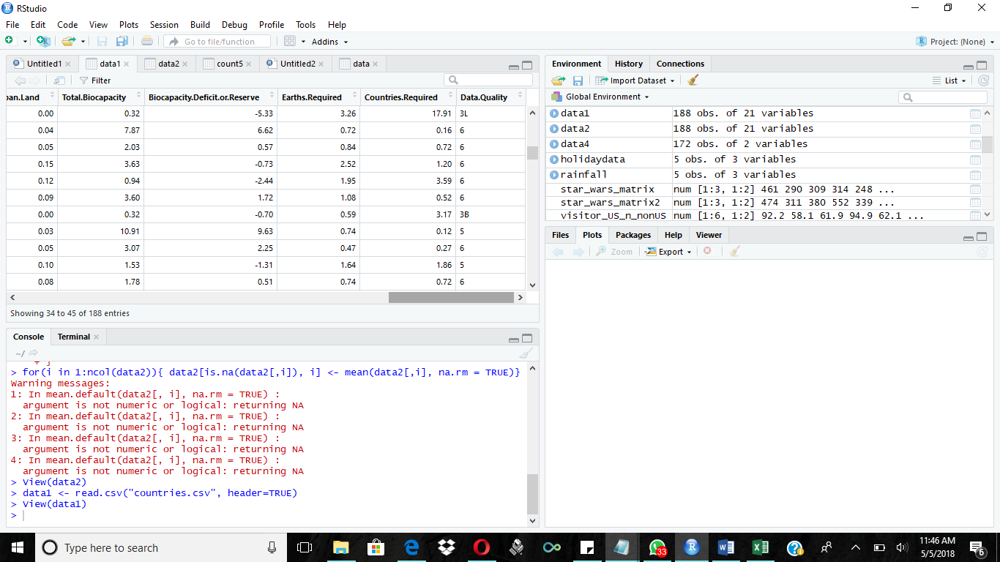 RStudio
File Edit Code View Plots Session Build Debug Profile Tools Help
Go to file/function Addins Project: (None)
Untitled1 data1 data2 count5 Untitled2 data
Filter
oan.Land Total.Biocapacity Biocapacity.Deficit.or.Reserve Earths.Required Countries.Required Data.Quality
0.00 0.32 -5.33 3.26 17.91 3L
0.04 7.87 6.62 0.72 0.16 6
0.05 2.03 0.57 0.84 0.72 6
0.15 3.63 -0.73 2.52 1.20 6
0.12 0.94 -2.44 1.95 3.59 6
0.09 3.60 1.72 1.08 0.52 6
0.00 0.32 -0.70 0.59 3.17 3B
0.03 10.91 9.63 0.74 0.12 5
0.05 3.07 2.25 0.47 0.27 6
0.10 1.53 -1.31 1.64 1.86 5
0.08 1.78 0.51 0.74 0.72 6
Showing 34 to 45 of 188 entries
Console Terminal
~/
+ }
> for(i in 1:ncol(data2)){ data2[is.na(data2[,i]), i] <- mean(data2[,i], na.rm = TRUE)}
Warning messages:
1: In mean.default(data2[, i], na.rm = TRUE) :
argument is not numeric or logical: returning NA
2: In mean.default(data2[, i], na.rm = TRUE) :
argument is not numeric or logical: returning NA
3: In mean.default(data2[, i], na.rm = TRUE) :
argument is not numeric or logical: returning NA
4: In mean.default(data2[, i], na.rm = TRUE) :
argument is not numeric or logical: returning NA
> View(data2)
> data1 <- read.csv("countries.csv", header=TRUE)
> View(data1)
>
Environment History Connections
Import Dataset List
Global Environment
data1 188 obs. of 21 variables
data2 188 obs. of 21 variables
data4 172 obs. of 2 variables
holidaydata 5 obs. of 3 variables
rainfall 5 obs. of 3 variables
star_wars_matrix num [1:3, 1:2] 461 290 309 314 248 ...
star_wars_matrix2 num [1:3, 1:2] 474 311 380 552 339 ...
visitor_US_n_nonUS num [1:6, 1:2] 92.2 58.1 61.9 94.9 62.1 ...
Files Plots Packages Help Viewer
Zoom Export
Type here to search
33
11:46 AM
5/5/2018
6